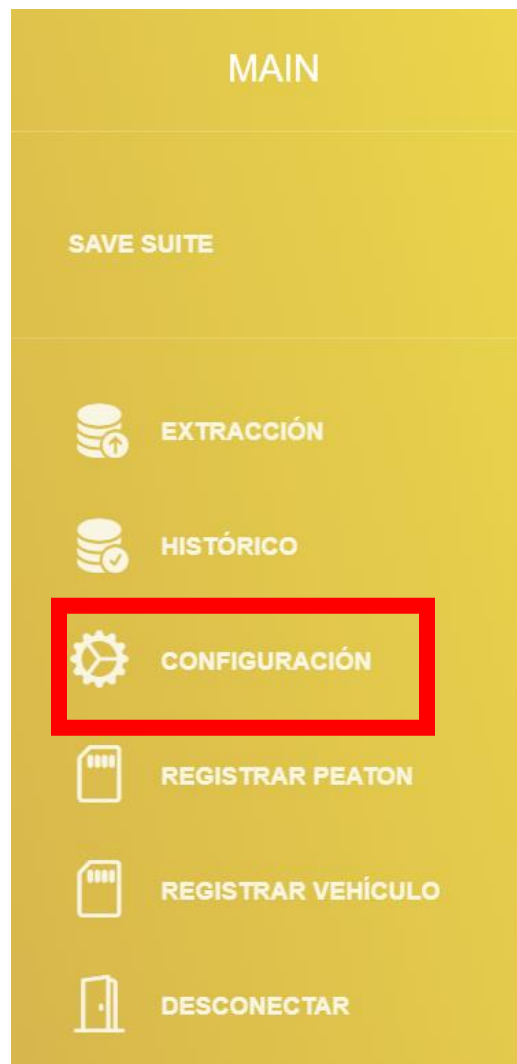 MAIN
SAVE SUITE
EXTRACCIÓN
HISTÓRICO
CONFIGURACIÓN
REGISTRAR PEATON
REGISTRAR VEHÍCULO
DESCONECTAR